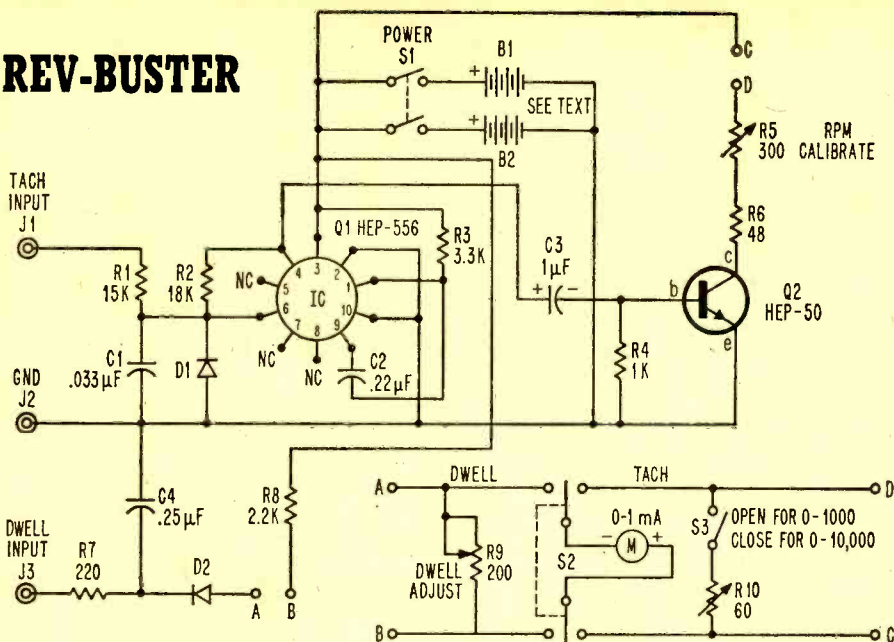 REV-BUSTER
POWER
S1
B1
SEE TEXT
B2
C
D
R5
300
RPM
CALIBRATE
R6
48
TACH
INPUT
J1
R1
15K
R2
18K
NC
Q1 HEP-556
4
3
2
5
1
IC
6
10
7
8
9
NC
NC
R3
3.3K
C3
1µF
+
-
b
c
e
Q2
HEP-50
R4
1K
C1
.033µF
D1
C2
.22µF
GND
J2
C4
.25µF
R8
2.2K
DWELL
INPUT
J3
R7
220
D2
A
B
A
DWELL
TACH
D
0-1 mA
- M +
S3
OPEN FOR 0-1000
CLOSE FOR 0-10,000
R9
200
DWELL
ADJUST
S2
R10
60
B
C